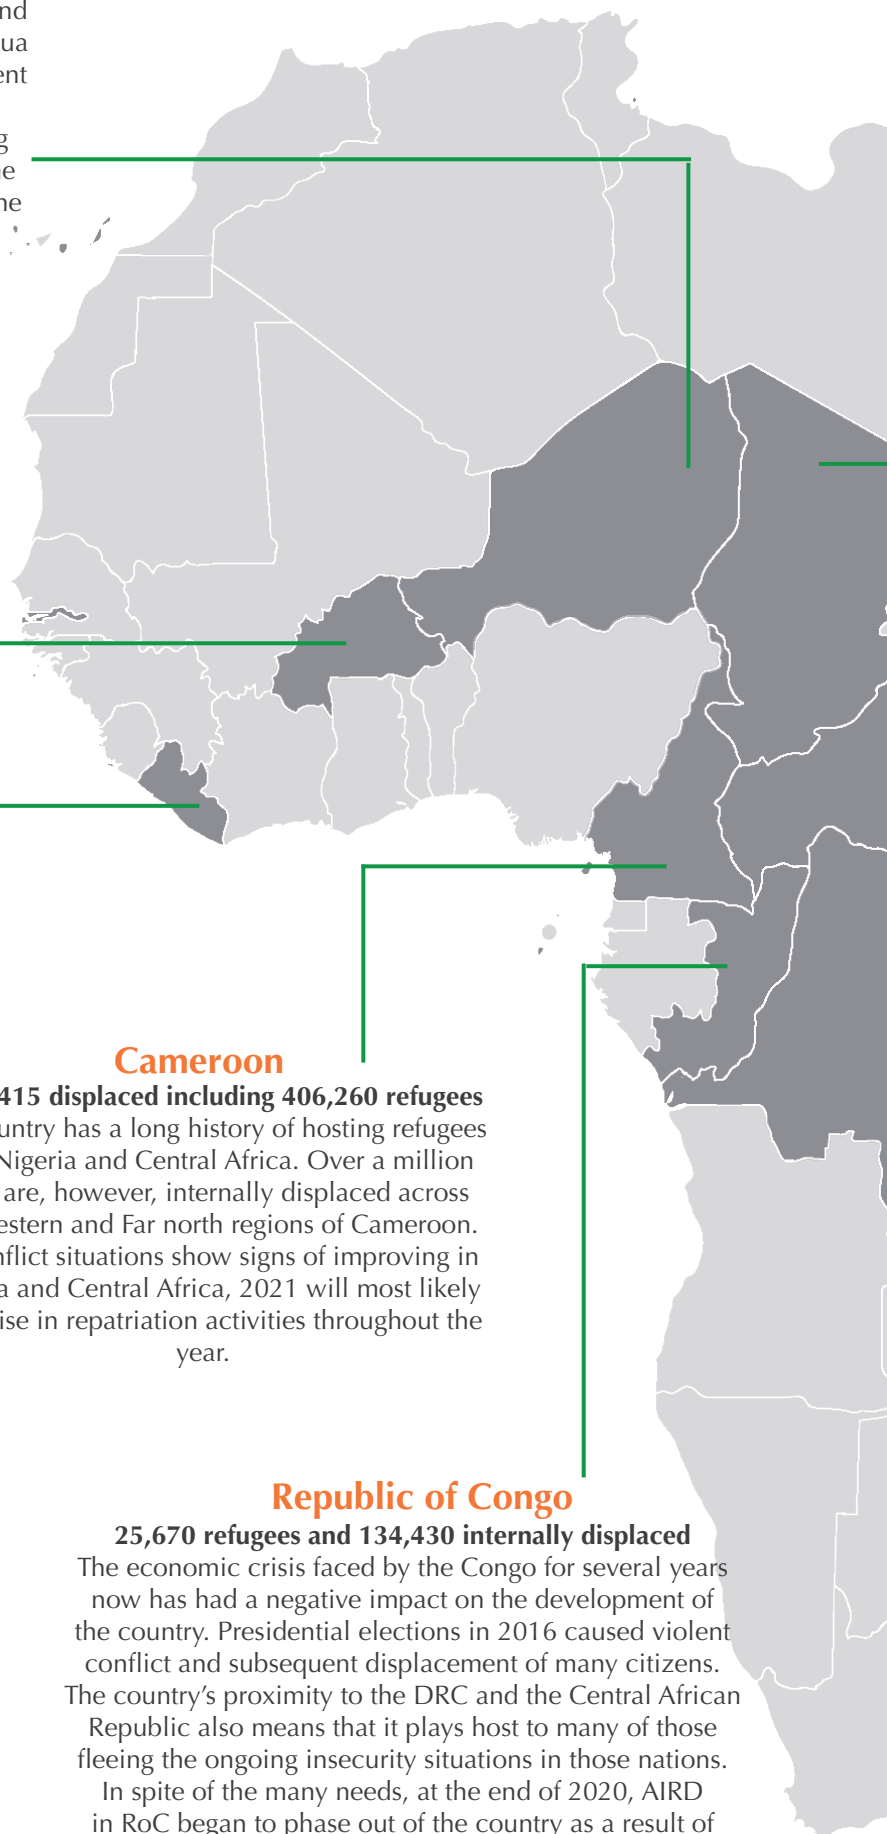 nd
ua
ent
g
e
he
Cameroon
415 displaced including 406,260 refugees
untry has a long history of hosting refugees
Nigeria and Central Africa. Over a million
are, however, internally displaced across
estern and Far north regions of Cameroon.
nflict situations show signs of improving in
a and Central Africa, 2021 will most likely
ise in repatriation activities throughout the
year.
Republic of Congo
25,670 refugees and 134,430 internally displaced
The economic crisis faced by the Congo for several years
now has had a negative impact on the development of
the country. Presidential elections in 2016 caused violent
conflict and subsequent displacement of many citizens.
The country’s proximity to the DRC and the Central African
Republic also means that it plays host to many of those
fleeing the ongoing insecurity situations in those nations.
In spite of the many needs, at the end of 2020, AIRD
in RoC began to phase out of the country as a result of